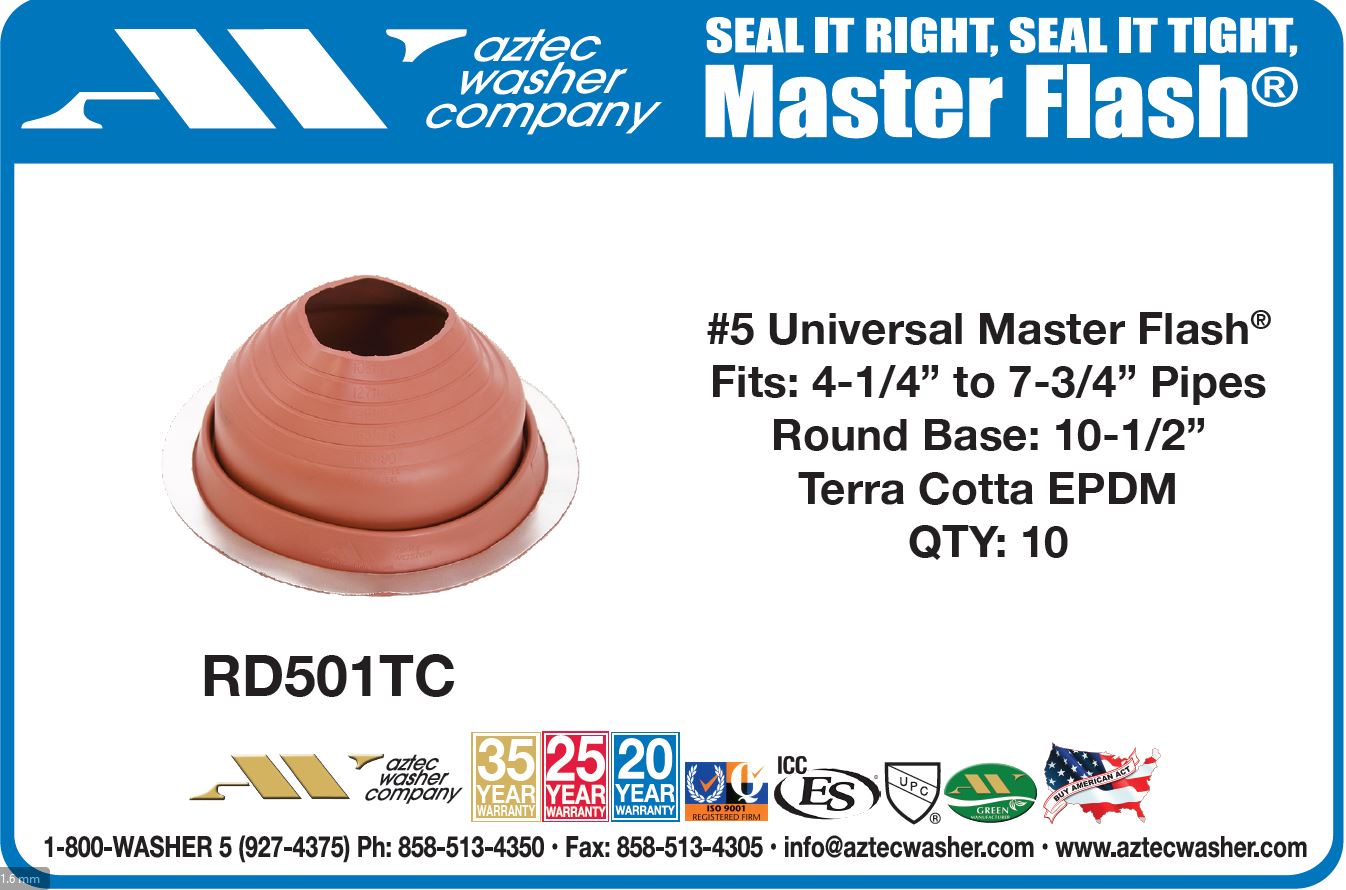 aztec
washer
company
SEAL IT RIGHT, SEAL IT TIGHT,
Master Flash®
#5 Universal Master Flash®
Fits: 4-1/4” to 7-3/4” Pipes
Round Base: 10-1/2”
Terra Cotta EPDM
QTY: 10
RD501TC
aztec
washer
company
35
YEAR
WARRANTY
25
YEAR
WARRANTY
20
YEAR
WARRANTY
Q
ISO 9001
REGISTERED FIRM
ICC
ES
®
UPC
®
GREEN
MANUFACTURER
BUY AMERICAN ACT
1-800-WASHER 5 (927-4375) Ph: 858-513-4350 • Fax: 858-513-4305 • info@aztecwasher.com • www.aztecwasher.com
1.6 mm